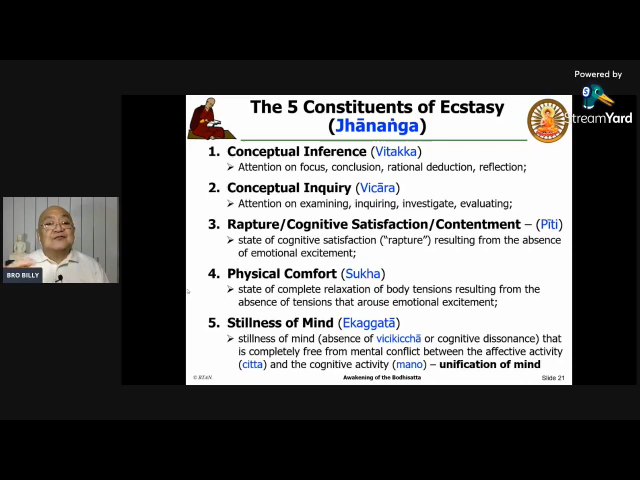 Powered by
S
StreamYard
The 5 Constituents of Ecstasy
(Jhānaṅga)
1. Conceptual Inference (Vitakka)
➢ Attention on focus, conclusion, rational deduction, reflection;
2. Conceptual Inquiry (Vicāra)
➢ Attention on examining, inquiring, investigate, evaluating;
3. Rapture/Cognitive Satisfaction/Contentment – (Pīti)
➢ state of cognitive satisfaction (“rapture”) resulting from the absence
of emotional excitement;
4. Physical Comfort (Sukha)
➢ state of complete relaxation of body tensions resulting from the
absence of tensions that arouse emotional excitement;
5. Stillness of Mind (Ekaggatā)
➢ stillness of mind (absence of vicikicchā or cognitive dissonance) that
is completely free from mental conflict between the affective activity
(citta) and the cognitive activity (mano) – unification of mind
BRO BILLY
© BTAN
Awakening of the Bodhisatta
Slide 21